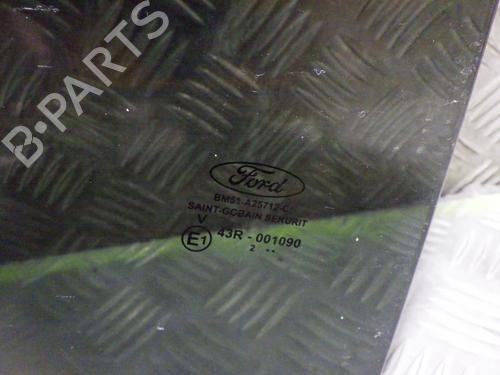 B-PARTS
Ford
BM51-A25712-C
SAINT-GOBAIN SEKURIT
V
E1 43R - 001090
2 ..